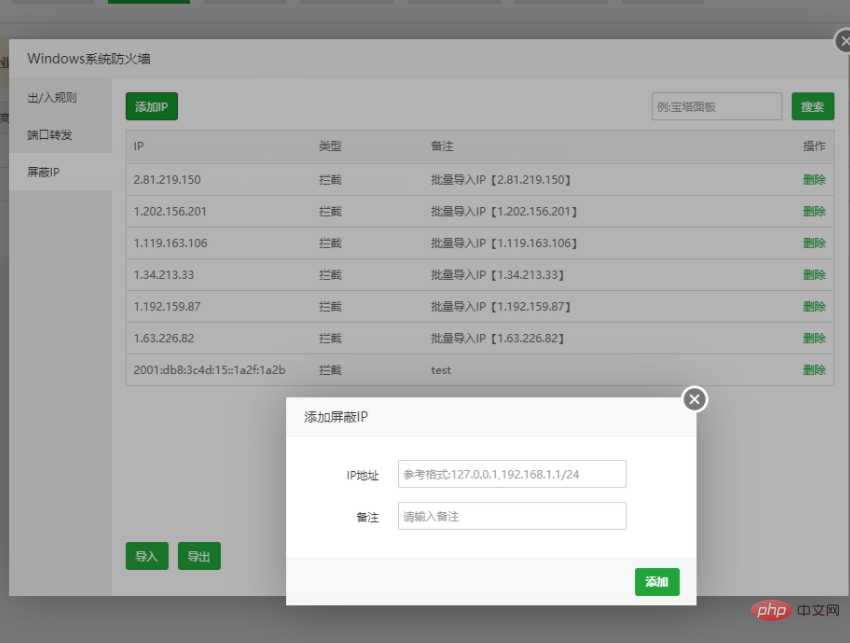 Windows系统防火墙
出/入规则
端口转发
屏蔽IP
添加IP
例:宝塔面板
搜索
IP 类型 备注 操作
2.81.219.150 拦截 批量导入IP【2.81.219.150】 删除
1.202.156.201 拦截 批量导入IP【1.202.156.201】 删除
1.119.163.106 拦截 批量导入IP【1.119.163.106】 删除
1.34.213.33 拦截 批量导入IP【1.34.213.33】 删除
1.192.159.87 拦截 批量导入IP【1.192.159.87】 删除
1.63.226.82 拦截 批量导入IP【1.63.226.82】 删除
2001:db8:3c4d:15::1a2f:1a2b 拦截 test 删除
添加屏蔽IP
IP地址 参考格式:127.0.0.1,192.168.1.1/24
备注 请输入备注
添加
导入 导出
php 中文网